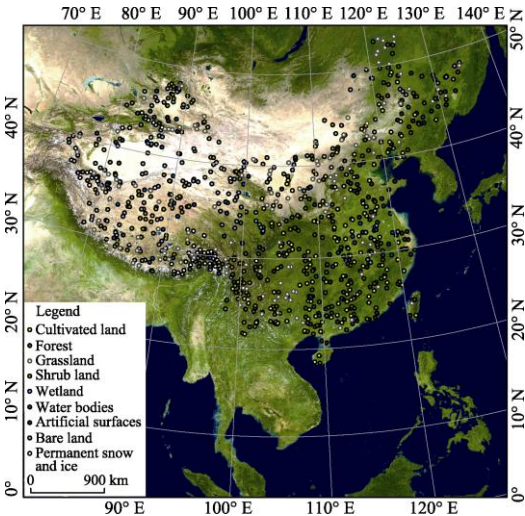 70° E 80° E 90° E 100° E 110° E 120° E 130° E 140° E
50° N
40° N
40° N
30° N
30° N
20° N
20° N
10° N
10° N
0°
0°
Legend
Cultivated land
Forest
Grassland
Shrub land
Wetland
Water bodies
Artificial surfaces
Bare land
Permanent snow
and ice
0 900 km
90° E 100° E 110° E 120° E